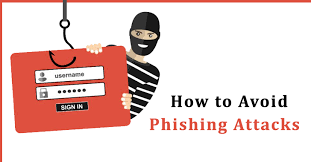 username
******
SIGN IN
How to Avoid
Phishing Attacks